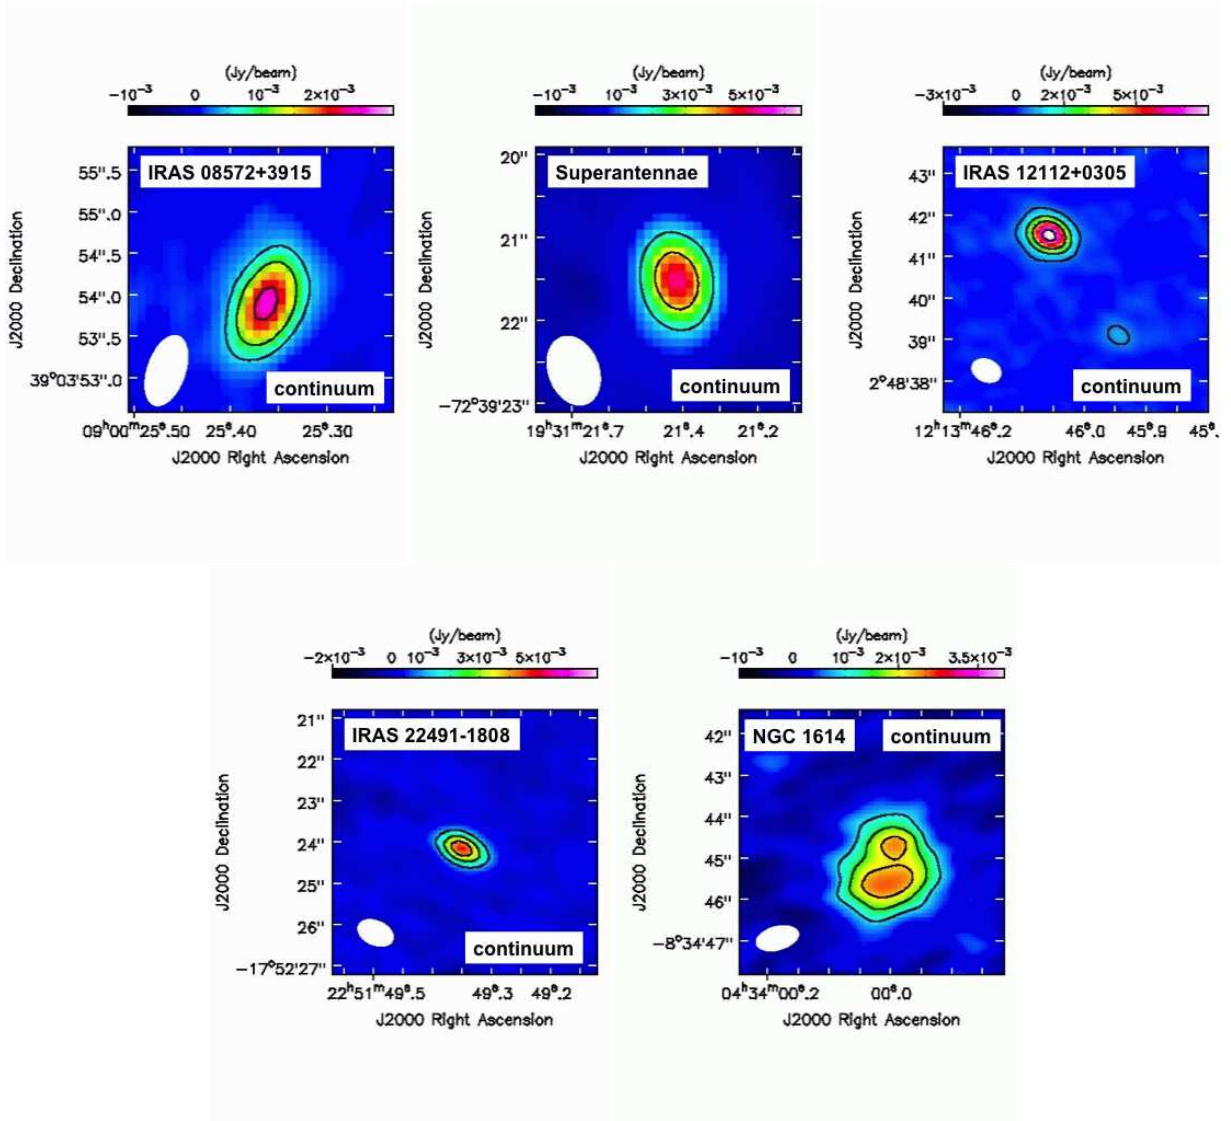 (Jy/beam)
−10⁻³ 0 10⁻³ 2×10⁻³
IRAS 08572+3915
continuum
55".5
55".0
54".5
54".0
53".5
39°03'53".0
09ʰ00ᵐ25ˢ.50 25ˢ.40 25ˢ.30
J2000 Right Ascension
J2000 Declination
(Jy/beam)
−10⁻³ 10⁻³ 3×10⁻³ 5×10⁻³
Superantennae
continuum
20"
21"
22"
−72°39'23"
19ʰ31ᵐ21ˢ.7 21ˢ.4 21ˢ.2
J2000 Right Ascension
J2000 Declination
(Jy/beam)
−3×10⁻³ 0 2×10⁻³ 5×10⁻³
IRAS 12112+0305
continuum
43"
42"
41"
40"
39"
2°48'38"
12ʰ13ᵐ46ˢ.2 46ˢ.0 45ˢ.9 45ˢ.
J2000 Right Ascension
J2000 Declination
(Jy/beam)
−2×10⁻³ 0 10⁻³ 3×10⁻³ 5×10⁻³
IRAS 22491-1808
continuum
21"
22"
23"
24"
25"
26"
−17°52'27"
22ʰ51ᵐ49ˢ.5 49ˢ.3 49ˢ.2
J2000 Right Ascension
J2000 Declination
(Jy/beam)
−10⁻³ 0 10⁻³ 2×10⁻³ 3.5×10⁻³
NGC 1614 continuum
42"
43"
44"
45"
46"
−8°34'47"
04ʰ34ᵐ00ˢ.2 00ˢ.0
J2000 Right Ascension
J2000 Declination